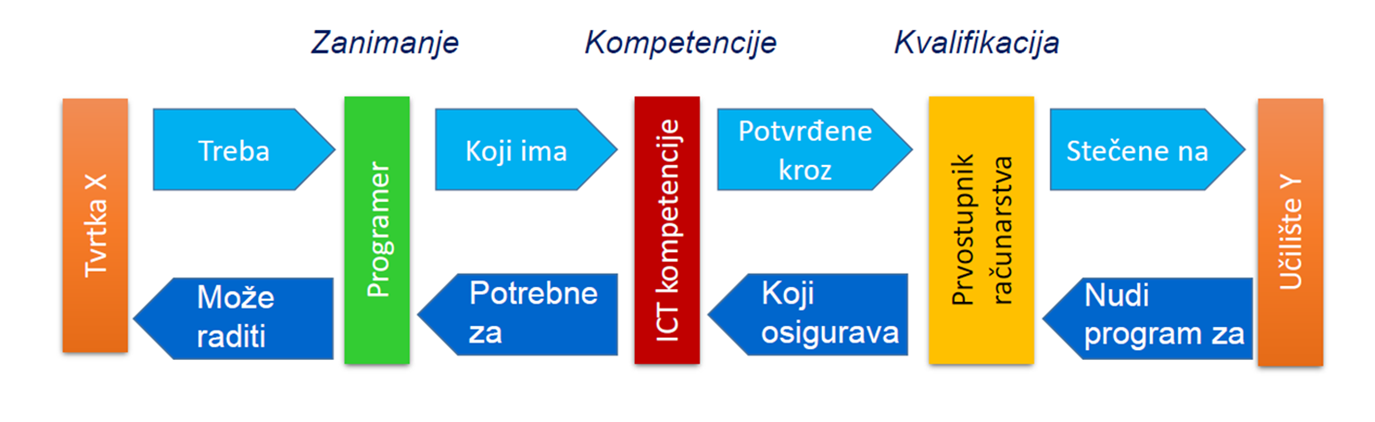 Zanimanje
Kompetencije
Kvalifikacija
Tvrtka X
Treba
Programer
Koji ima
ICT kompetencije
Potvrđene
kroz
Prvostupnik
računarstva
Stečene na
Učilište Y
Može
raditi
Potrebne
za
Koji
osigurava
Nudi
program za